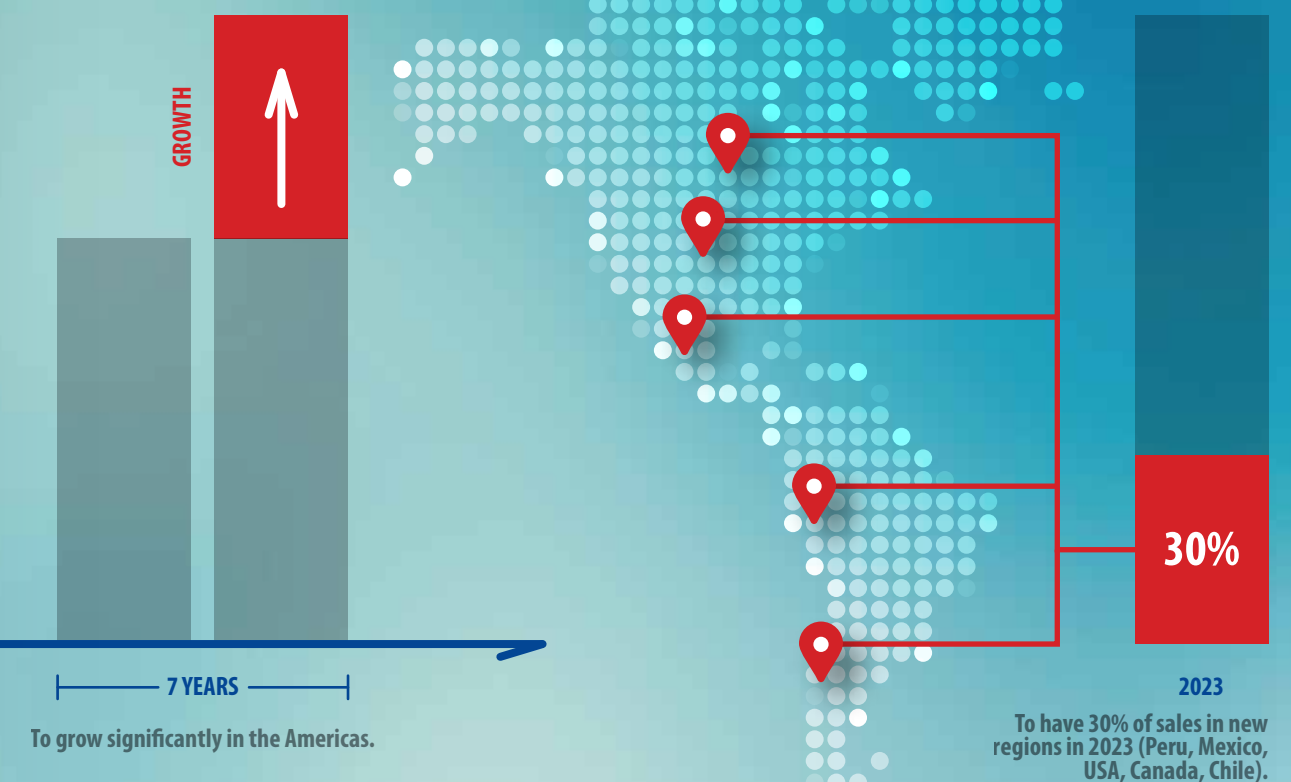 GROWTH
7 YEARS
To grow significantly in the Americas.
30%
2023
To have 30% of sales in new
regions in 2023 (Peru, Mexico,
USA, Canada, Chile).